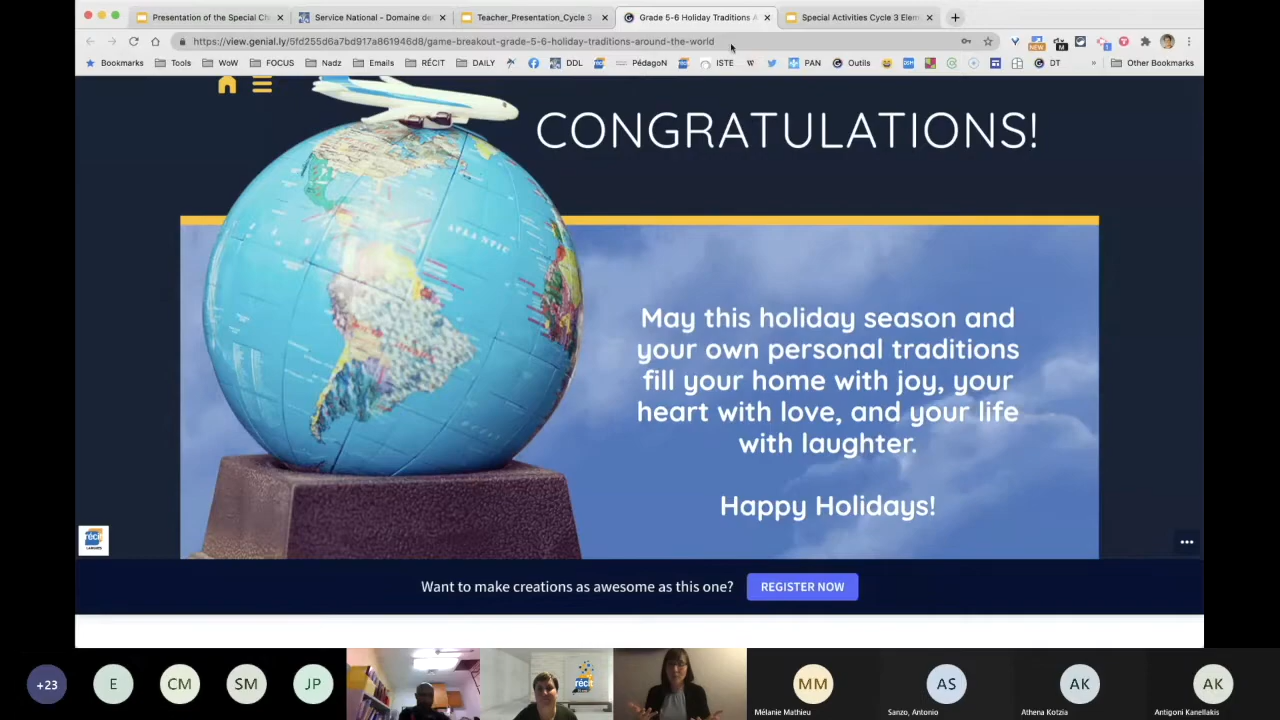 Presentation of the Special Ch
Service National - Domaine de
Teacher_Presentation_Cycle 3
Grade 5-6 Holiday Traditions A
Special Activities Cycle 3 Elem
https://view.genial.ly/5fd255d6a7bd917a861946d8/game-breakout-grade-5-6-holiday-traditions-around-the-world
NEW
Bookmarks Tools WoW FOCUS Nadz Emails RÉCIT DAILY DDL PédagoN ISTE PAN Outils DT » Other Bookmarks
CONGRATULATIONS!
ATLANTIC
May this holiday season and
your own personal traditions
fill your home with joy, your
heart with love, and your life
with laughter.
Happy Holidays!
récit
Want to make creations as awesome as this one? REGISTER NOW
+23 E CM SM JP récit MM AS AK AK
Mélanie Mathieu Sanzo, Antonio Athena Kotzia Antigoni Kanellakis